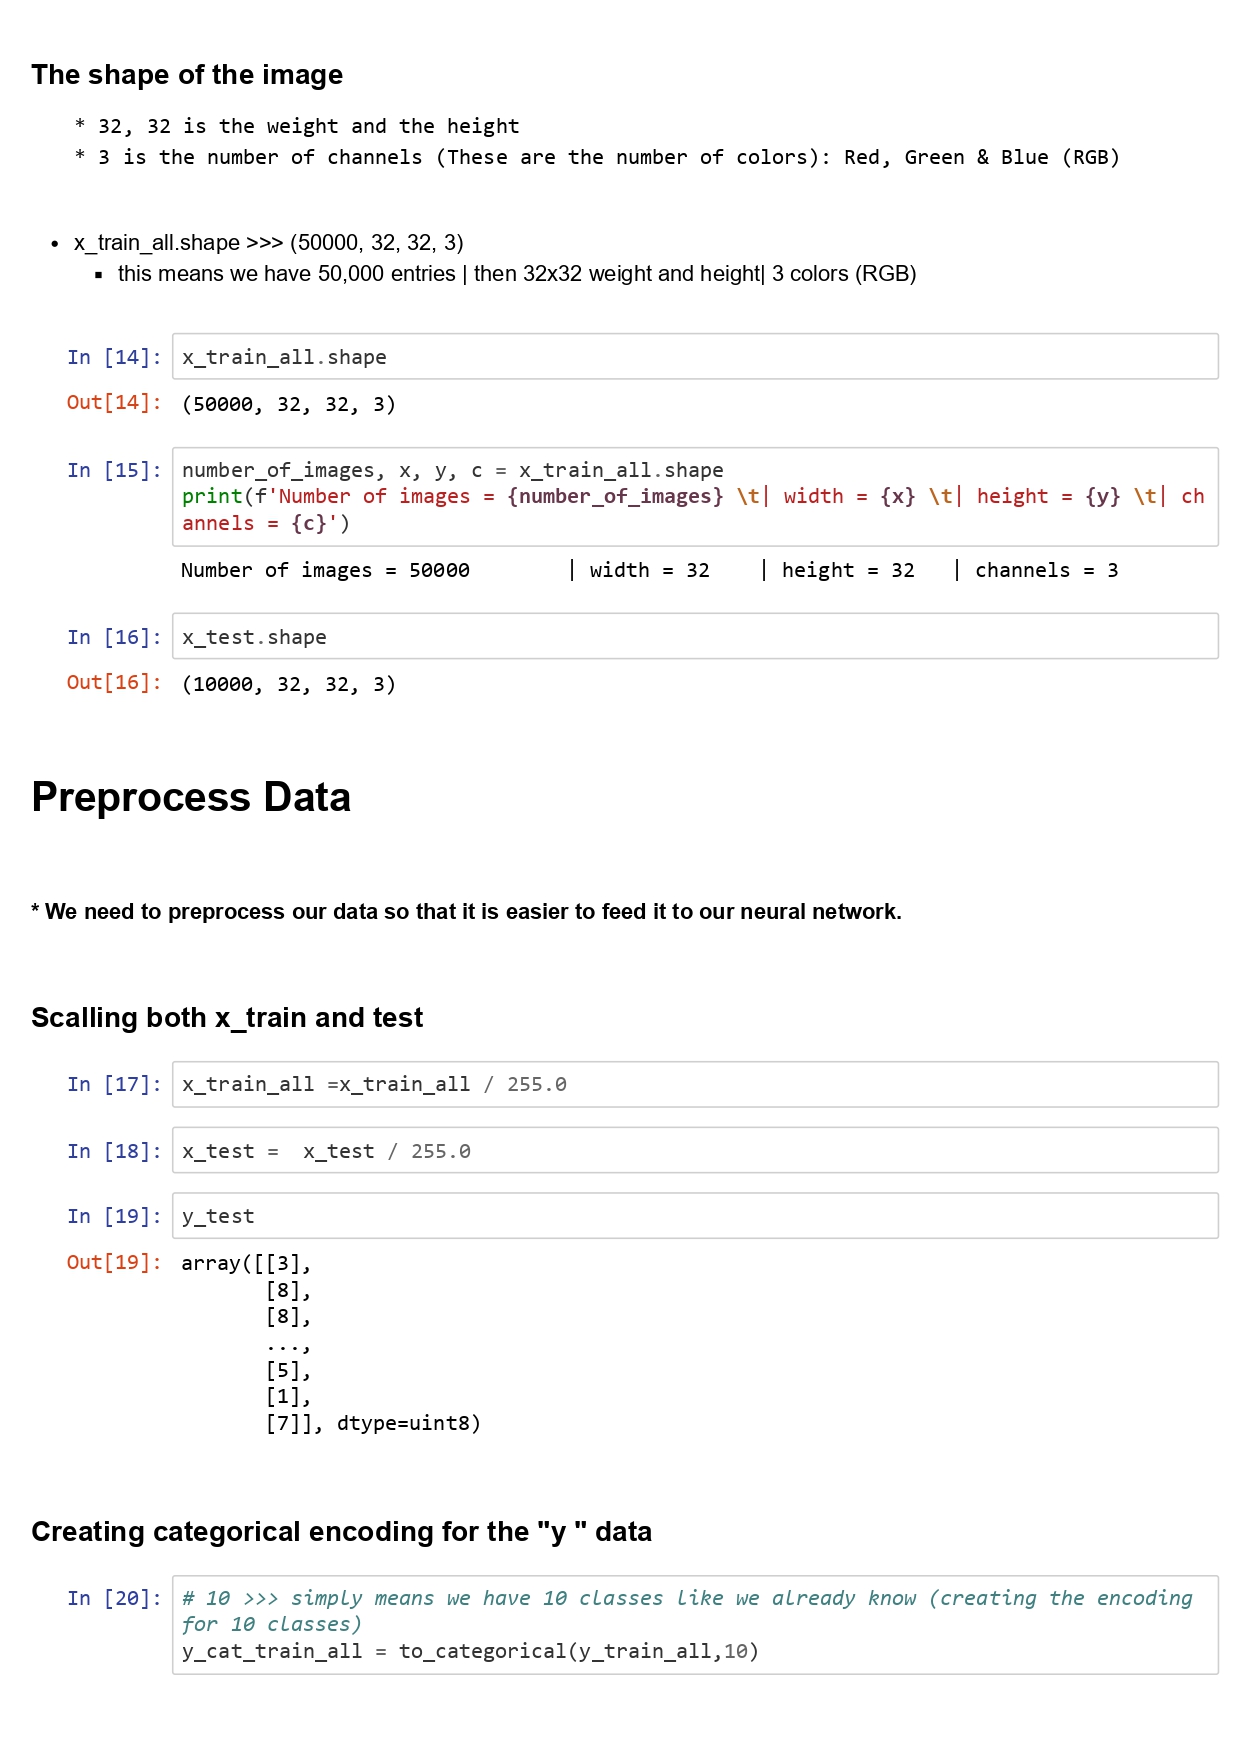 The shape of the image
* 32, 32 is the weight and the height
* 3 is the number of channels (These are the number of colors): Red, Green & Blue (RGB)
• x_train_all.shape >>> (50000, 32, 32, 3)
▪ this means we have 50,000 entries | then 32x32 weight and height| 3 colors (RGB)
In [14]: x_train_all.shape
Out[14]: (50000, 32, 32, 3)
In [15]: number_of_images, x, y, c = x_train_all.shape
print(f'Number of images = {number_of_images} \t| width = {x} \t| height = {y} \t| ch
annels = {c}')
Number of images = 50000 | width = 32 | height = 32 | channels = 3
In [16]: x_test.shape
Out[16]: (10000, 32, 32, 3)
Preprocess Data
* We need to preprocess our data so that it is easier to feed it to our neural network.
Scalling both x_train and test
In [17]: x_train_all =x_train_all / 255.0
In [18]: x_test =  x_test / 255.0
In [19]: y_test
Out[19]: array([[3],
[8],
[8],
...,
[5],
[1],
[7]], dtype=uint8)
Creating categorical encoding for the "y " data
In [20]: # 10 >>> simply means we have 10 classes like we already know (creating the encoding
for 10 classes)
y_cat_train_all = to_categorical(y_train_all,10)